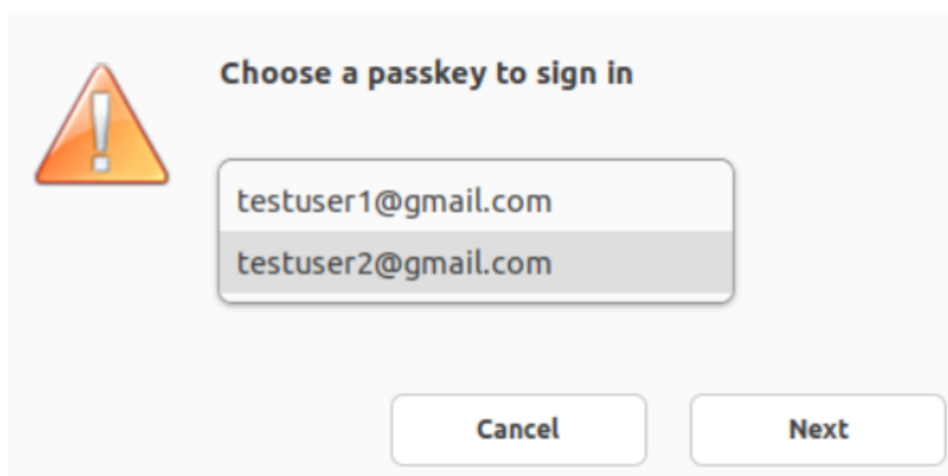 Choose a passkey to sign in
testuser1@gmail.com
testuser2@gmail.com
Cancel Next